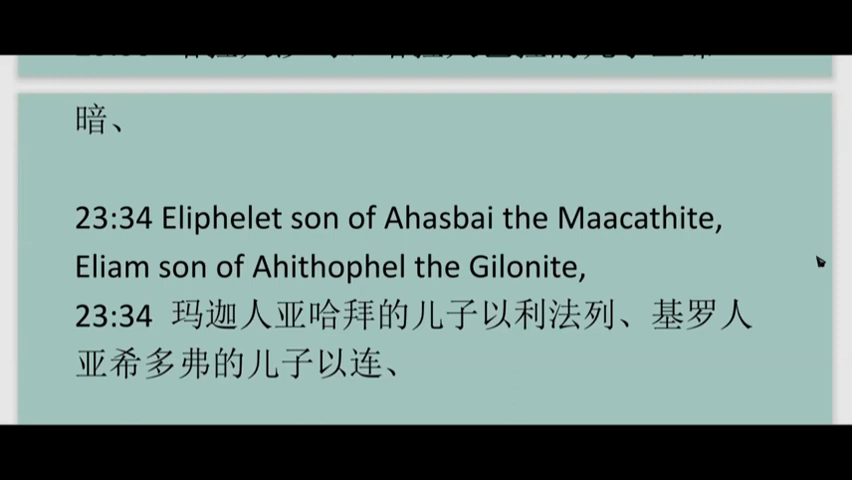 暗、
23:34 Eliphelet son of Ahasbai the Maacathite,
Eliam son of Ahithophel the Gilonite,
23:34 玛迦人亚哈拜的儿子以利法列、基罗人
亚希多弗的儿子以连、